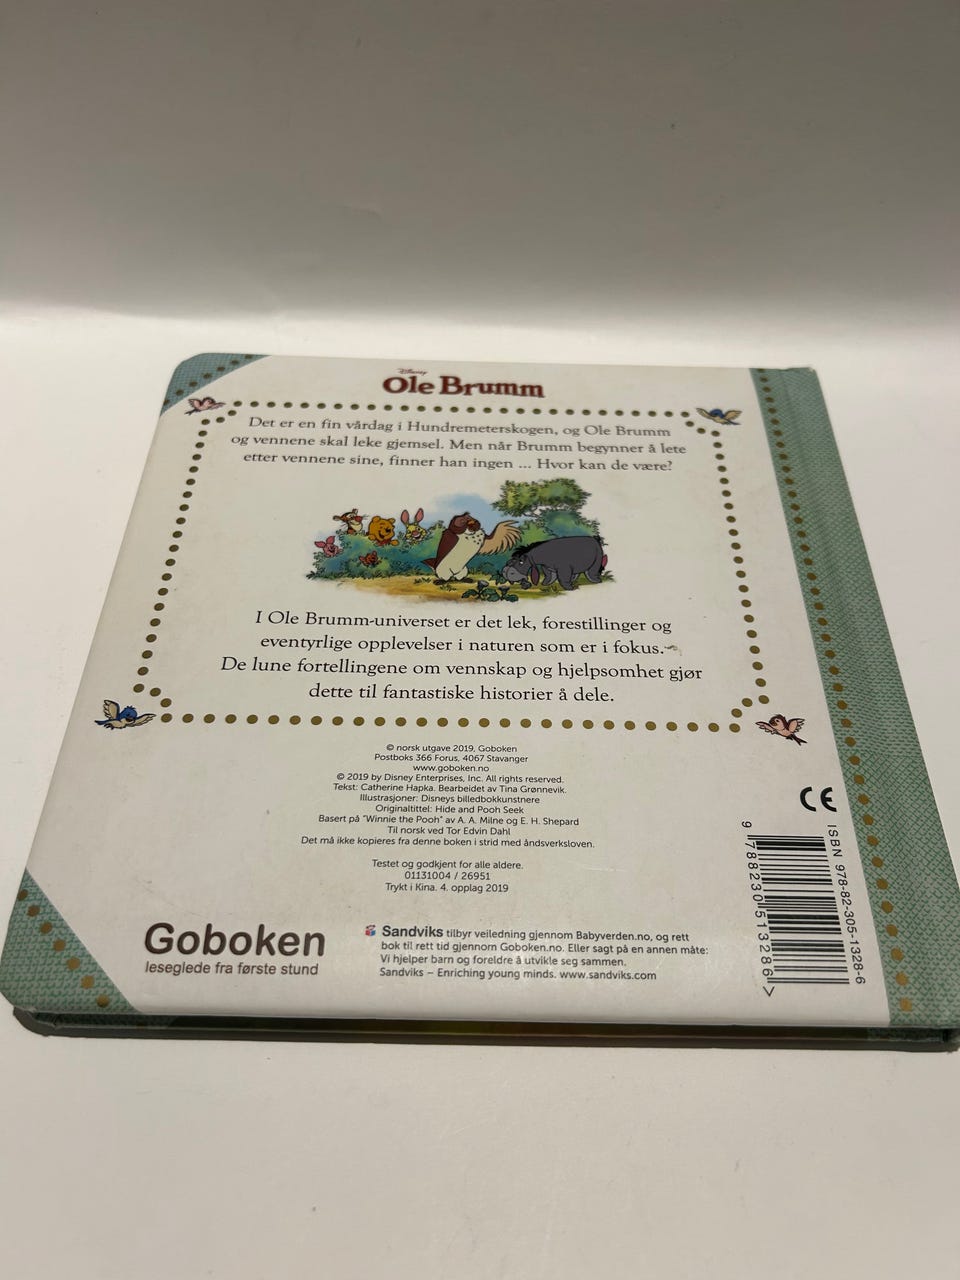 Disney
Ole Brumm
Det er en fin vårdag i Hundremeterskogen, og Ole Brumm
og vennene skal leke gjemsel. Men når Brumm begynner å lete
etter vennene sine, finner han ingen ... Hvor kan de være?
I Ole Brumm-universet er det lek, forestillinger og
eventyrlige opplevelser i naturen som er i fokus.
De lune fortellingene om vennskap og hjelpsomhet gjør
dette til fantastiske historier å dele.
© norsk utgave 2019, Goboken
Postboks 366 Forus, 4067 Stavanger
www.goboken.no
© 2019 by Disney Enterprises, Inc. All rights reserved.
Tekst: Catherine Hapka. Bearbeidet av Tina Grønnevik.
Illustrasjoner: Disneys billedbokkunstnere
Originaltittel: Hide and Pooh Seek
Basert på "Winnie the Pooh" av A. A. Milne og E. H. Shepard
Til norsk ved Tor Edvin Dahl
Det må ikke kopieres fra denne boken i strid med åndsverksloven.
Testet og godkjent for alle aldere.
01131004 / 26951
Trykt i Kina. 4. opplag 2019
CE
ISBN 978-82-305-1328-6
9 788230 513286 >
Goboken
leseglede fra første stund
Sandviks tilbyr veiledning gjennom Babyverden.no, og rett
bok til rett tid gjennom Goboken.no. Eller sagt på en annen måte:
Vi hjelper barn og foreldre å utvikle seg sammen.
Sandviks – Enriching young minds. www.sandviks.com